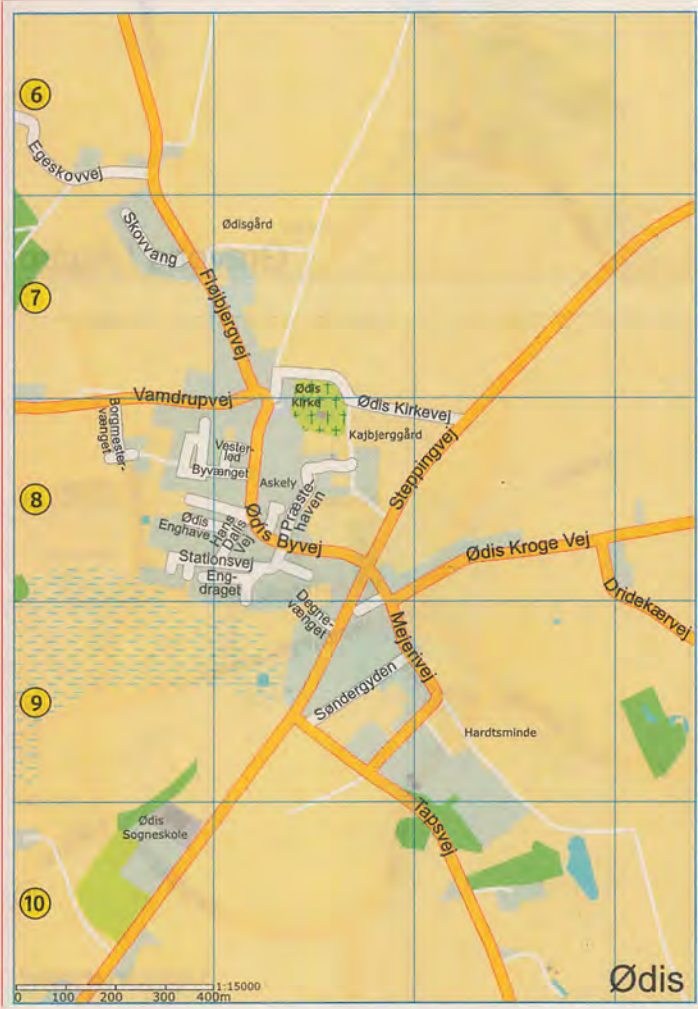 6
Egeskovvej
Skovvang
Ødisgård
7
Fløjbjergvej
Vamdrupvej
Ødis
Kirke
Ødis Kirkevej
Borgmester-
vænget
Kajbjerggård
Vester-
led
Byvænget
Askely
Steppingvej
8
Præste-
haven
Ødis
Enghave
Hans
Dalls
Vej
Ødis Byvej
Ødis Kroge Vej
Stationsvej
Eng-
draget
Dridekærvej
Degne-
vænget
Mejerivej
9
Søndergyden
Hardtsminde
Ødis
Sogneskole
Tapsvej
10
Ødis
1:15000
0 100 200 300 400m